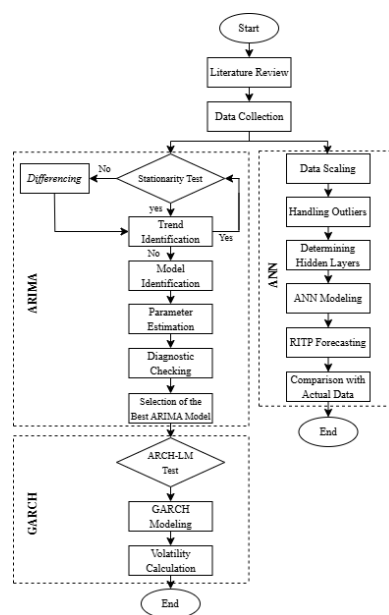 Start
Literature Review
Data Collection
ARIMA
Stationarity Test
No
Differencing
yes
Trend
Identification
Yes
No
Model
Identification
Parameter
Estimation
Diagnostic
Checking
Selection of the
Best ARIMA Model
GARCH
ARCH-LM
Test
GARCH
Modeling
Volatility
Calculation
End
ANN
Data Scaling
Handling Outliers
Determining
Hidden Layers
ANN Modeling
RITP Forecasting
Comparison with
Actual Data
End